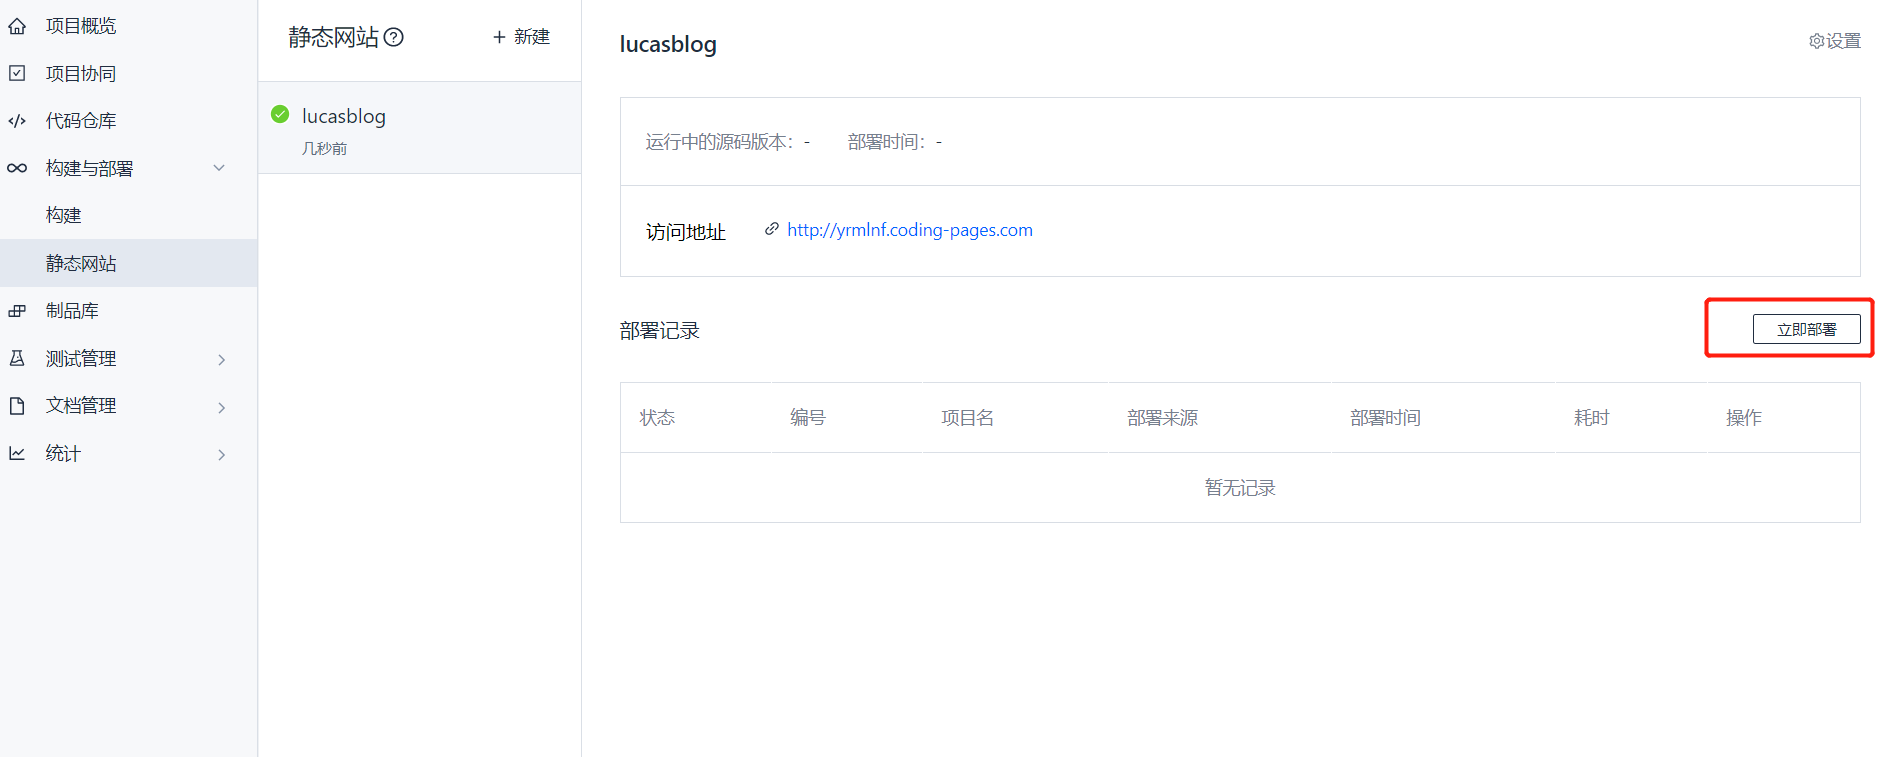 项目概览
项目协同
代码仓库
构建与部署
构建
静态网站
制品库
测试管理
文档管理
统计
静态网站
+ 新建
lucasblog
几秒前
lucasblog
设置
运行中的源码版本: - 部署时间: -
访问地址 http://yrmlnf.coding-pages.com
部署记录
立即部署
状态 编号 项目名 部署来源 部署时间 耗时 操作
暂无记录